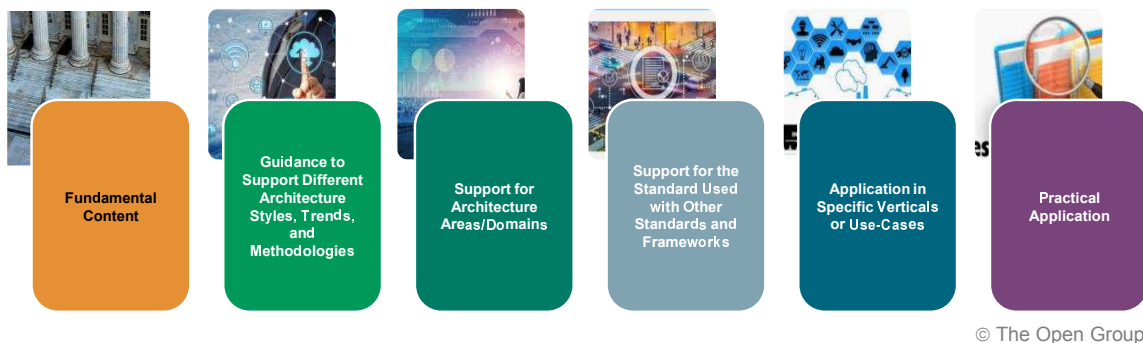 Fundamental
Content
Guidance to
Support Different
Architecture
Styles, Trends,
and
Methodologies
Support for
Architecture
Areas/Domains
Support for the
Standard Used
with Other
Standards and
Frameworks
Application in
Specific Verticals
or Use-Cases
es
Practical
Application
© The Open Group